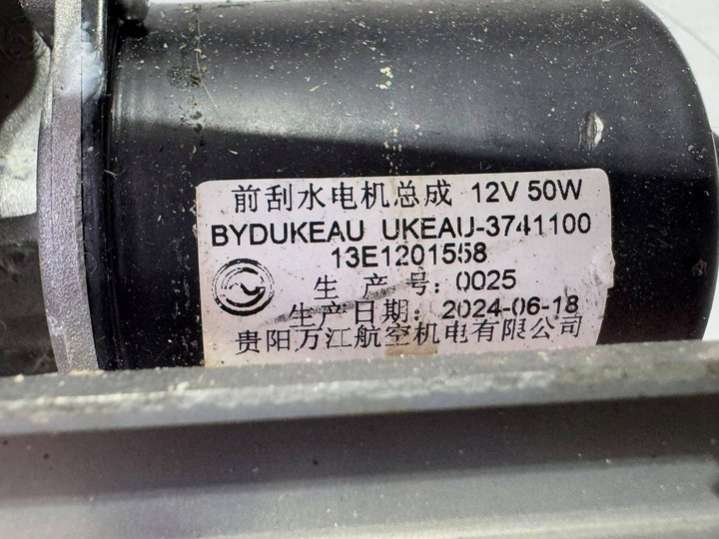 前刮水电机总成 12V 50W
BYDUKEAU UKEAU-3741100
13E1201558
生 产 号: 0025
生产日期: 2024-06-18
贵阳万江航空机电有限公司